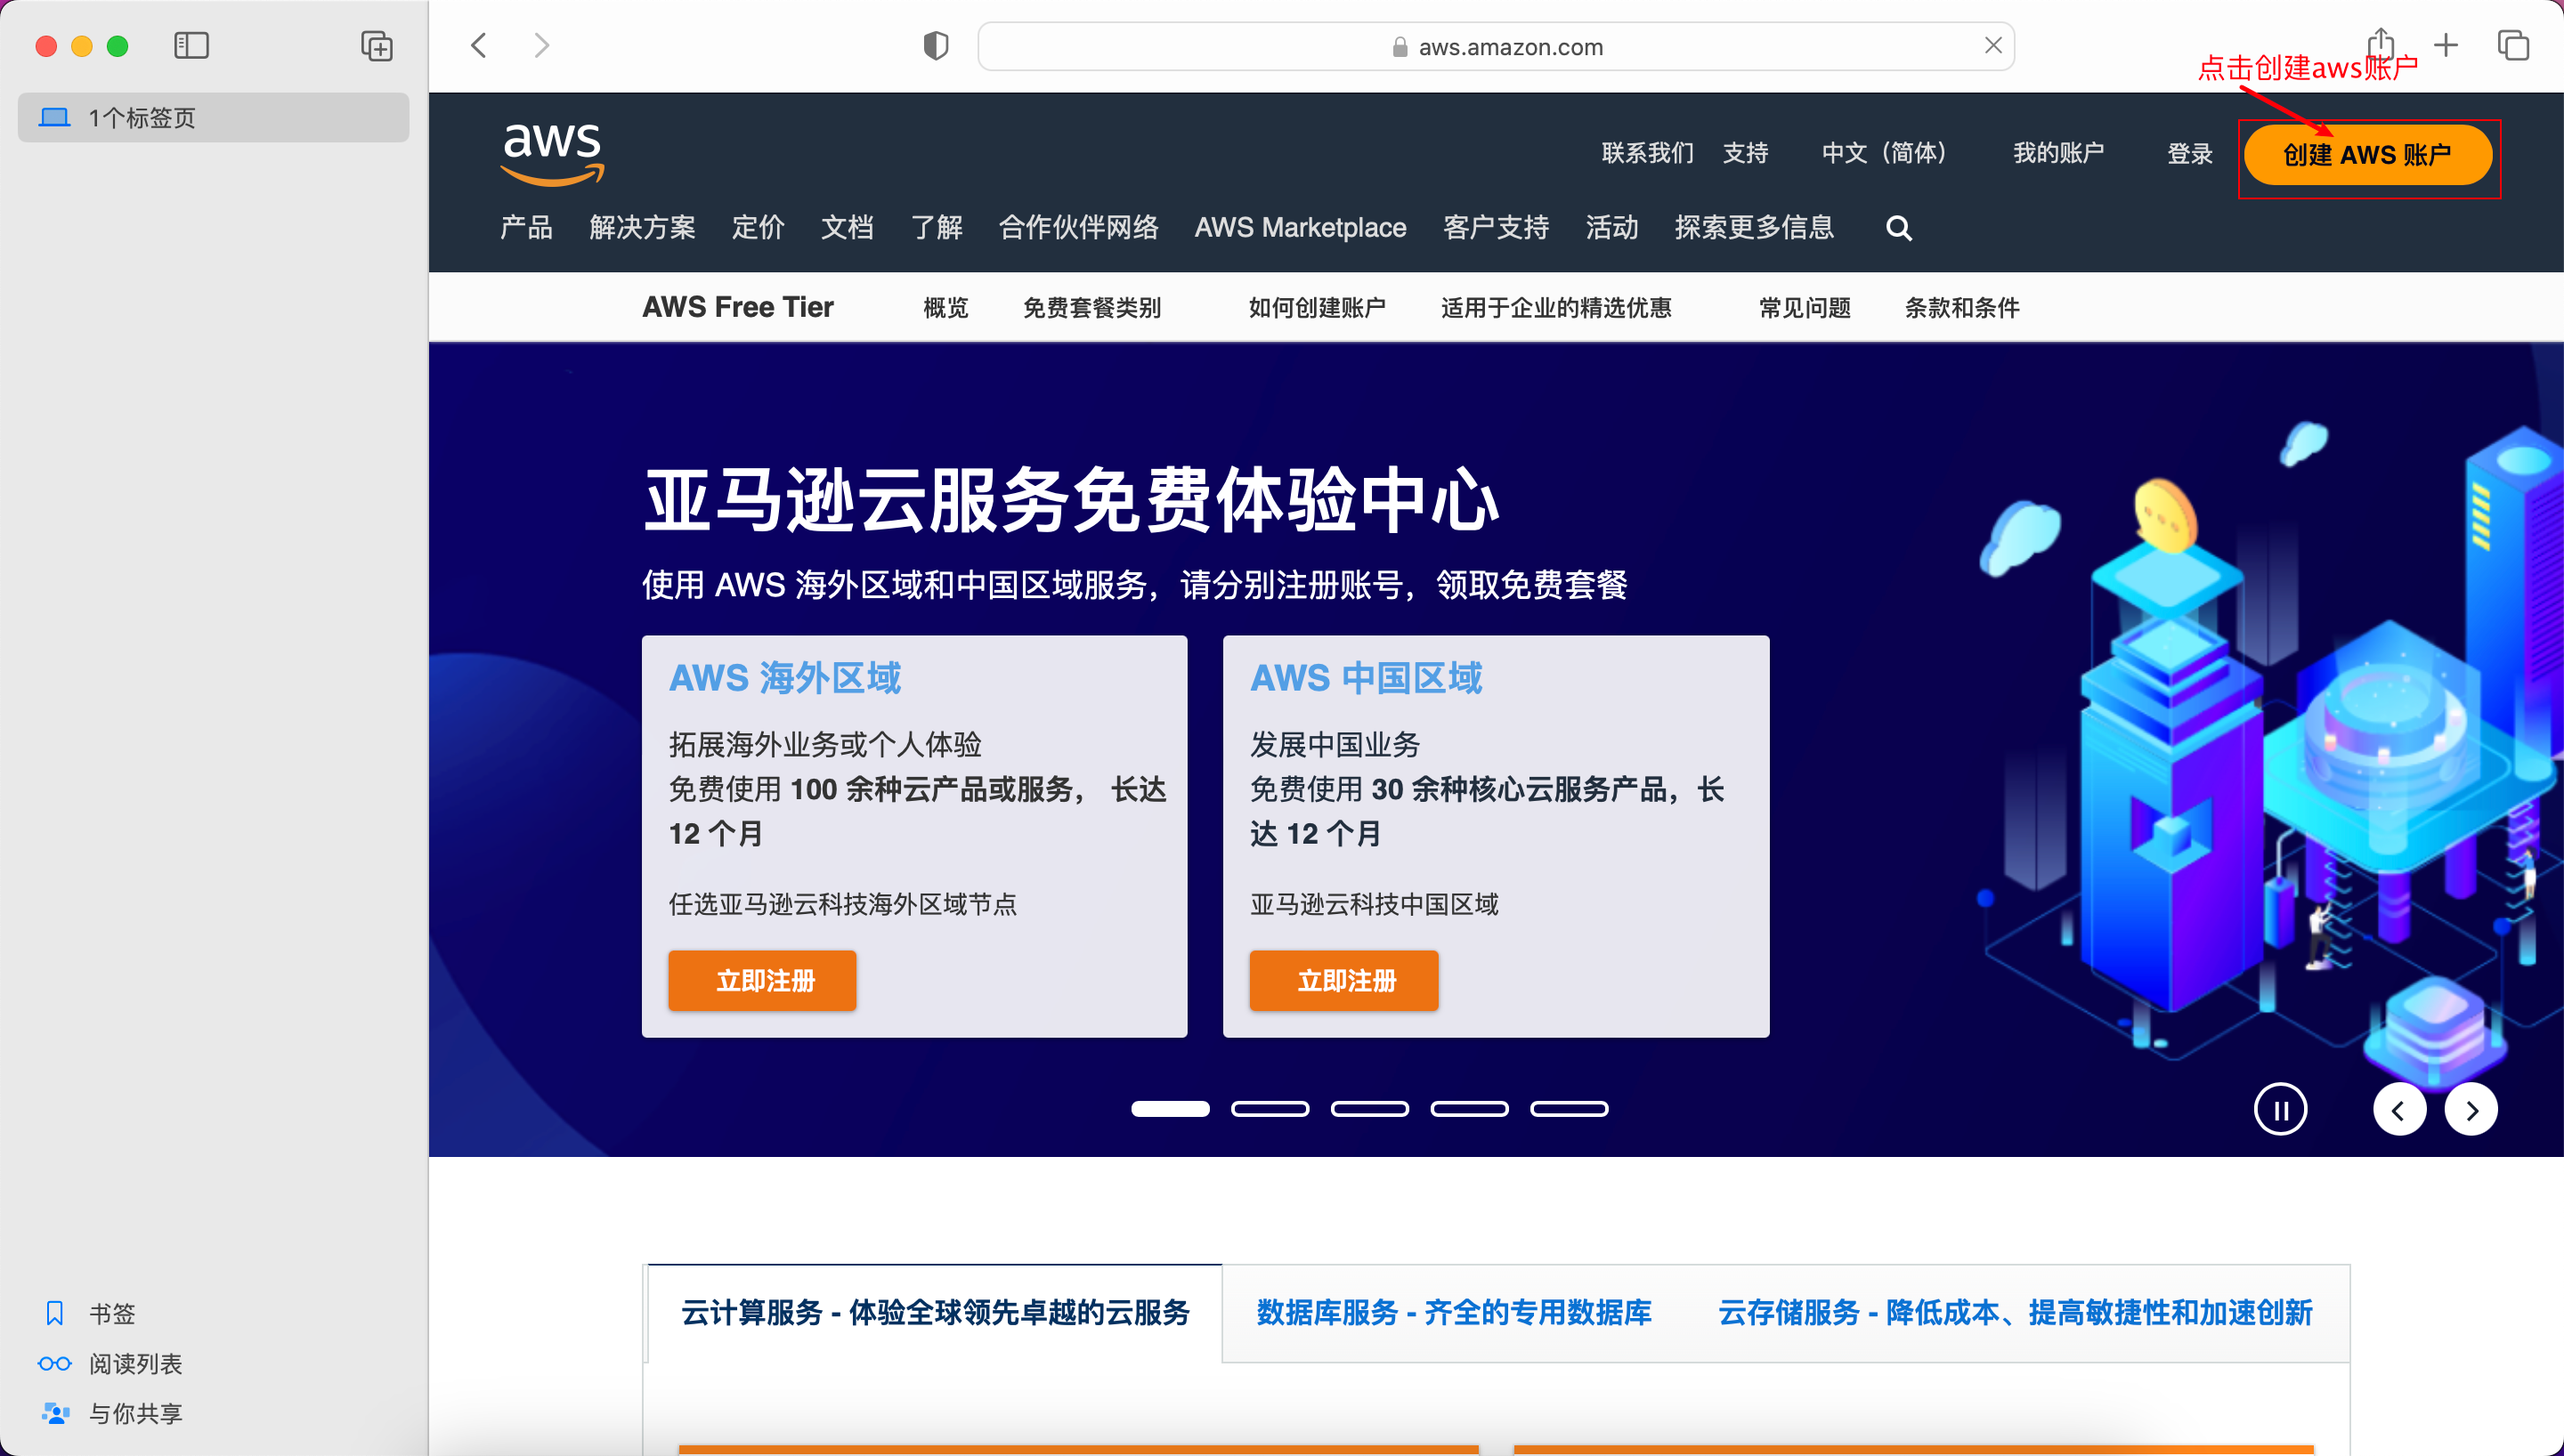 aws.amazon.com
点击创建aws账户
1个标签页
aws
联系我们 支持 中文（简体） 我的账户 登录 创建 AWS 账户
产品 解决方案 定价 文档 了解 合作伙伴网络 AWS Marketplace 客户支持 活动 探索更多信息
AWS Free Tier 概览 免费套餐类别 如何创建账户 适用于企业的精选优惠 常见问题 条款和条件
亚马逊云服务免费体验中心
使用 AWS 海外区域和中国区域服务，请分别注册账号，领取免费套餐
AWS 海外区域
拓展海外业务或个人体验
免费使用 100 余种云产品或服务， 长达
12 个月
任选亚马逊云科技海外区域节点
立即注册
AWS 中国区域
发展中国业务
免费使用 30 余种核心云服务产品，长
达 12 个月
亚马逊云科技中国区域
立即注册
云计算服务 - 体验全球领先卓越的云服务
数据库服务 - 齐全的专用数据库
云存储服务 - 降低成本、提高敏捷性和加速创新
书签
阅读列表
与你共享